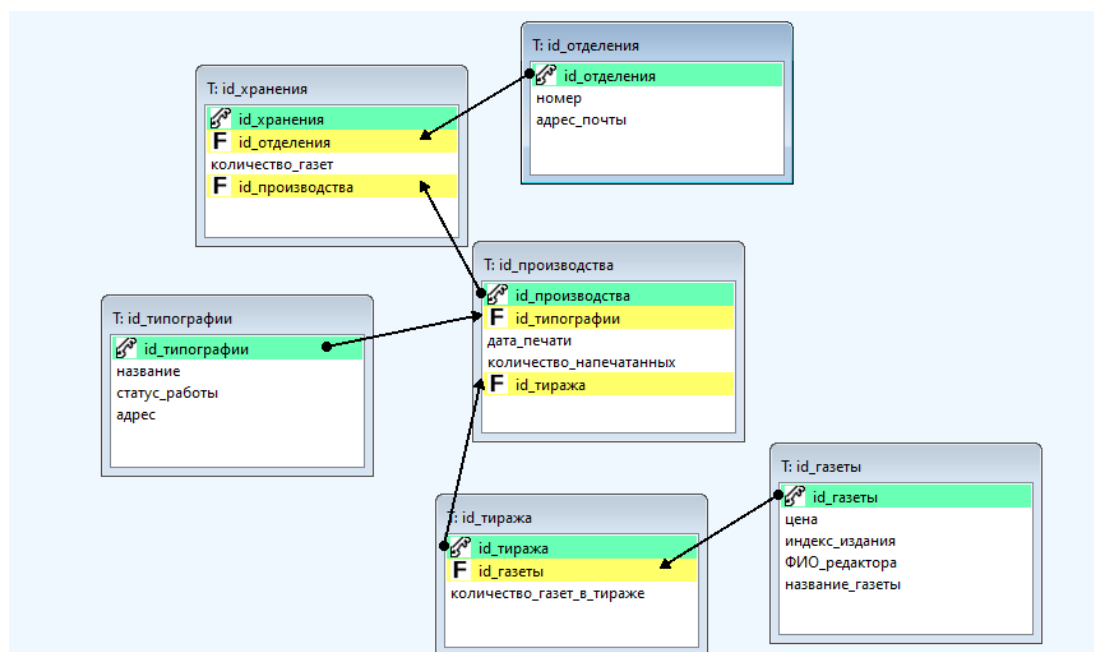 T: id_отделения
id_отделения
номер
адрес_почты
T: id_хранения
id_хранения
F id_отделения
количество_газет
F id_производства
T: id_производства
id_производства
F id_типографии
дата_печати
количество_напечатанных
F id_тиража
T: id_типографии
id_типографии
название
статус_работы
адрес
T: id_газеты
id_газеты
цена
индекс_издания
ФИО_редактора
название_газеты
T: id_тиража
id_тиража
F id_газеты
количество_газет_в_тираже